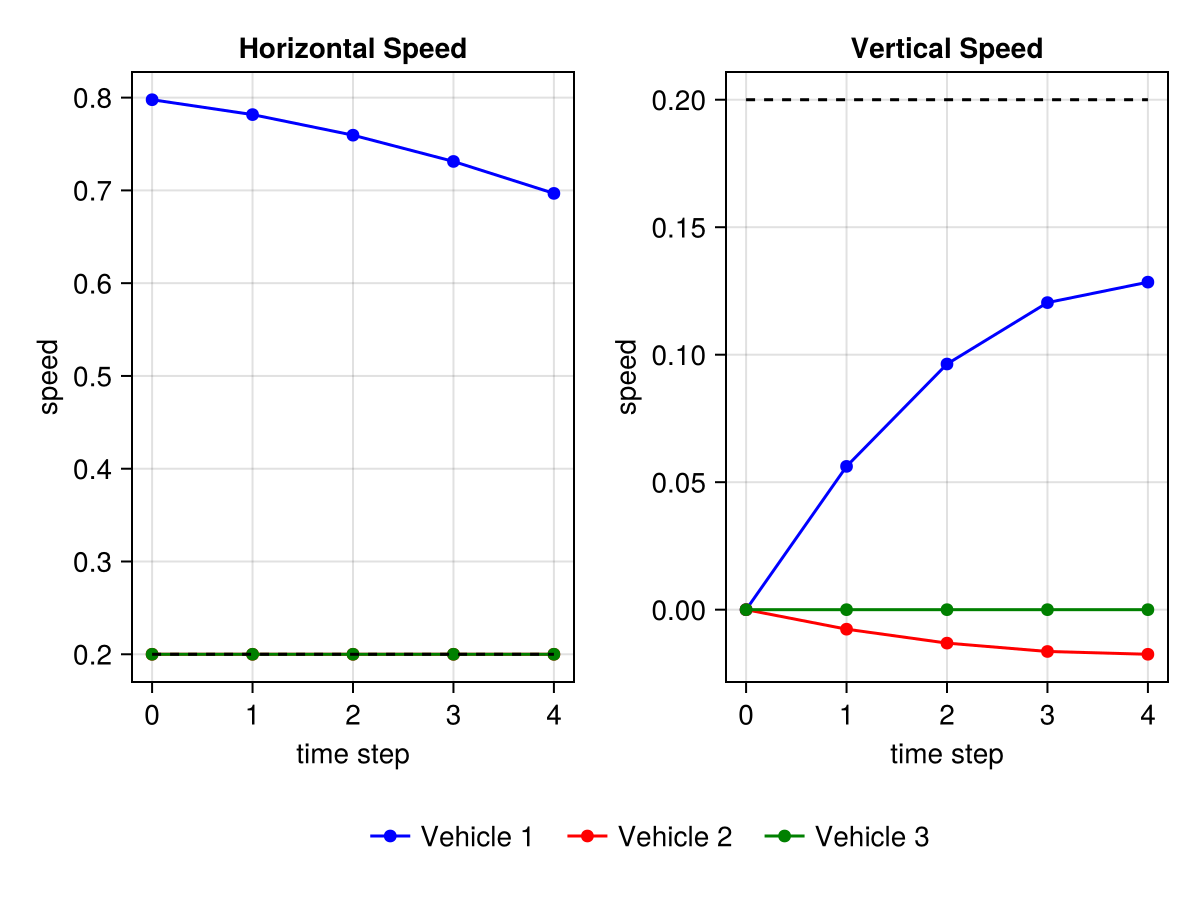 Horizontal Speed
0.8
0.7
0.6
0.5
0.4
0.3
0.2
speed
0 1 2 3 4
time step
Vertical Speed
0.20
0.15
0.10
0.05
0.00
speed
0 1 2 3 4
time step
Vehicle 1 Vehicle 2 Vehicle 3